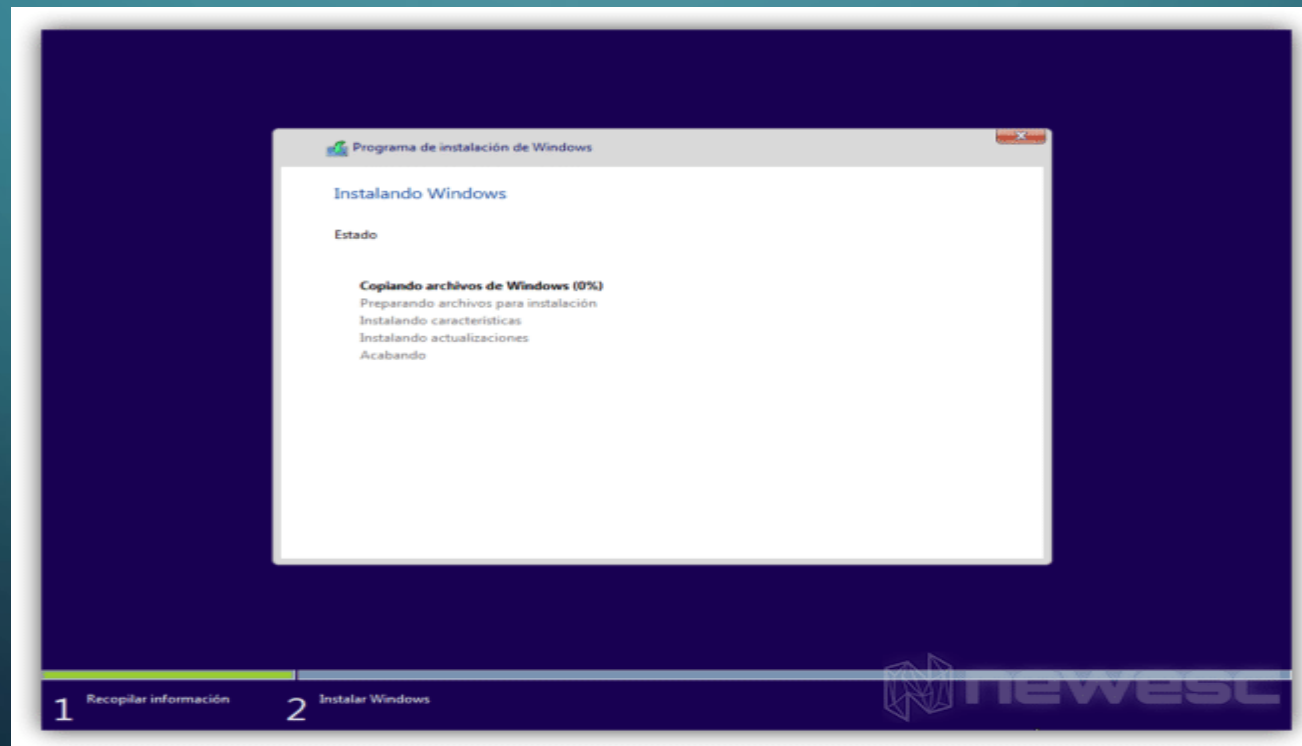 Programa de instalación de Windows
Instalando Windows
Estado
Copiando archivos de Windows (0%)
Preparando archivos para instalación
Instalando características
Instalando actualizaciones
Acabando
1 Recopilar información
2 Instalar Windows
newesc